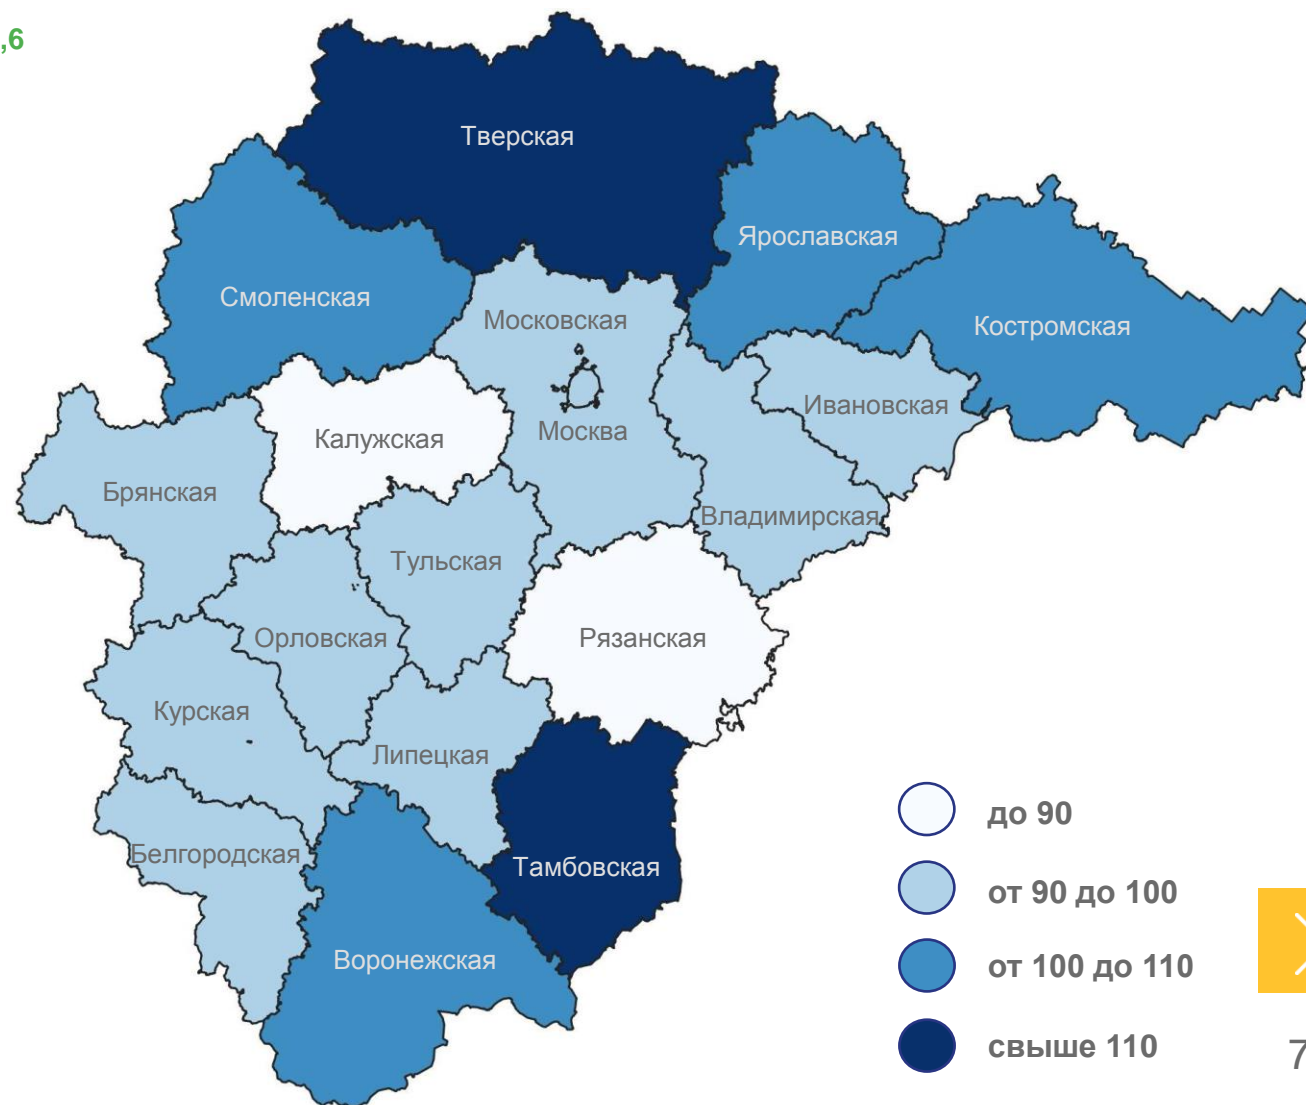 ,6
Тверская
Ярославская
Смоленская
Московская
Костромская
Ивановская
Москва
Калужская
Брянская
Владимирская
Тульская
Орловская
Рязанская
Курская
Липецкая
Белгородская
Тамбовская
Воронежская
до 90
от 90 до 100
от 100 до 110
свыше 110
7